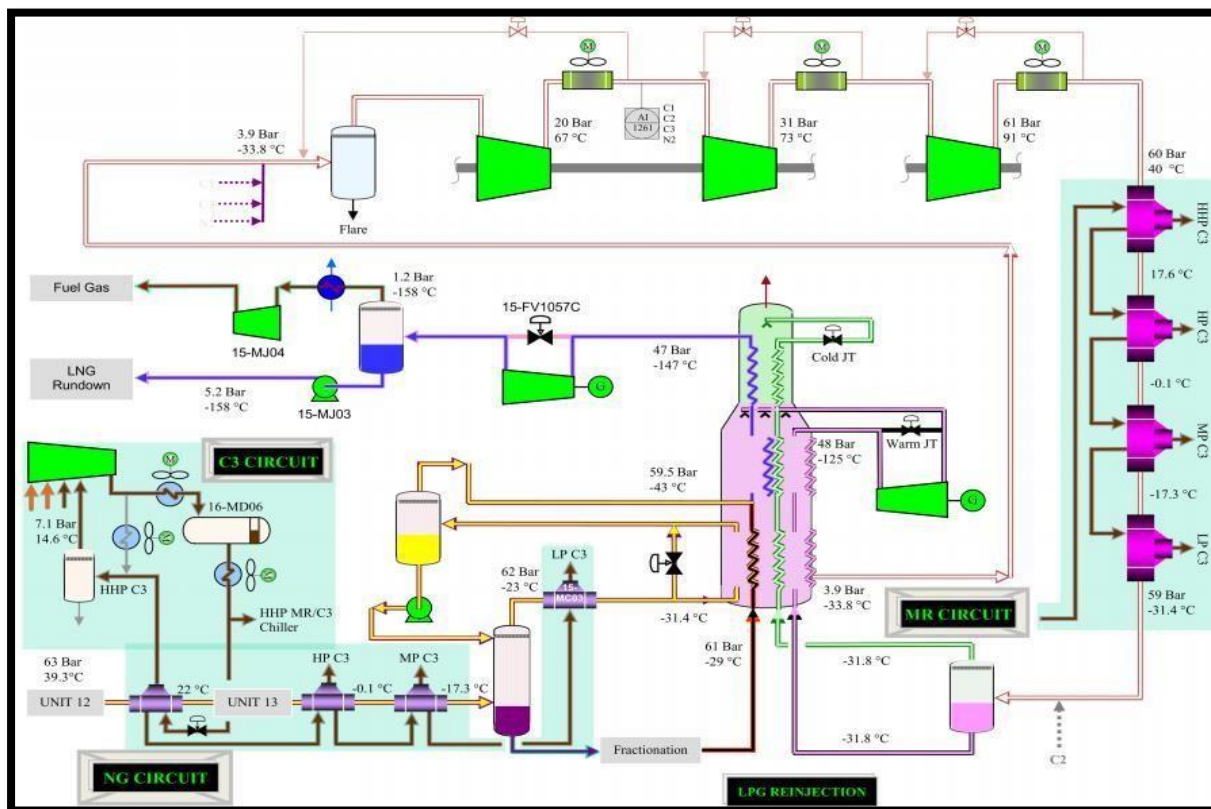 M
M
M
AI
1261
C1
C2
C3
N2
20 Bar
67 °C
31 Bar
73 °C
61 Bar
91 °C
3.9 Bar
-33.8 °C
60 Bar
40 °C
Flare
HHP C3
17.6 °C
HP C3
-0.1 °C
MP C3
-17.3 °C
LP C3
59 Bar
-31.4 °C
Fuel Gas
1.2 Bar
-158 °C
15-MJ04
15-FV1057C
LNG
Rundown
5.2 Bar
-158 °C
15-MJ03
G
47 Bar
-147 °C
Cold JT
48 Bar
-125 °C
Warm JT
G
C3 CIRCUIT
M
16-MD06
7.1 Bar
14.6 °C
M
M
HHP C3
HHP MR/C3
Chiller
59.5 Bar
-43 °C
LP C3
62 Bar
-23 °C
15-
MC03
-31.4 °C
3.9 Bar
-33.8 °C
MR CIRCUIT
61 Bar
-29 °C
-31.8 °C
63 Bar
39.3°C
HP C3
MP C3
UNIT 12
22 °C
UNIT 13
-0.1 °C
-17.3 °C
Fractionation
-31.8 °C
C2
NG CIRCUIT
LPG REINJECTION